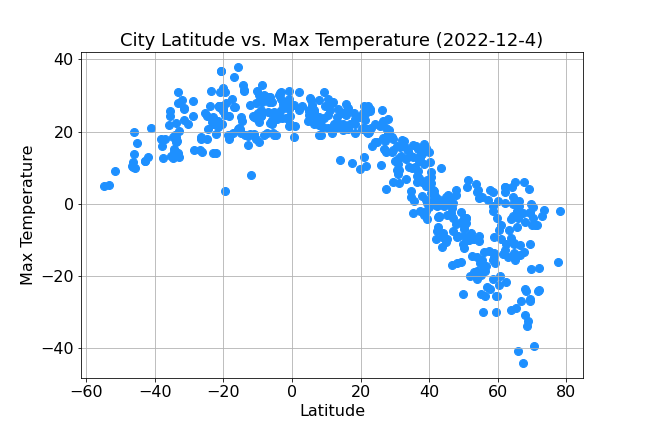 City Latitude vs. Max Temperature (2022-12-4)
40
20
0
−20
−40
Max Temperature
−60 −40 −20 0 20 40 60 80
Latitude